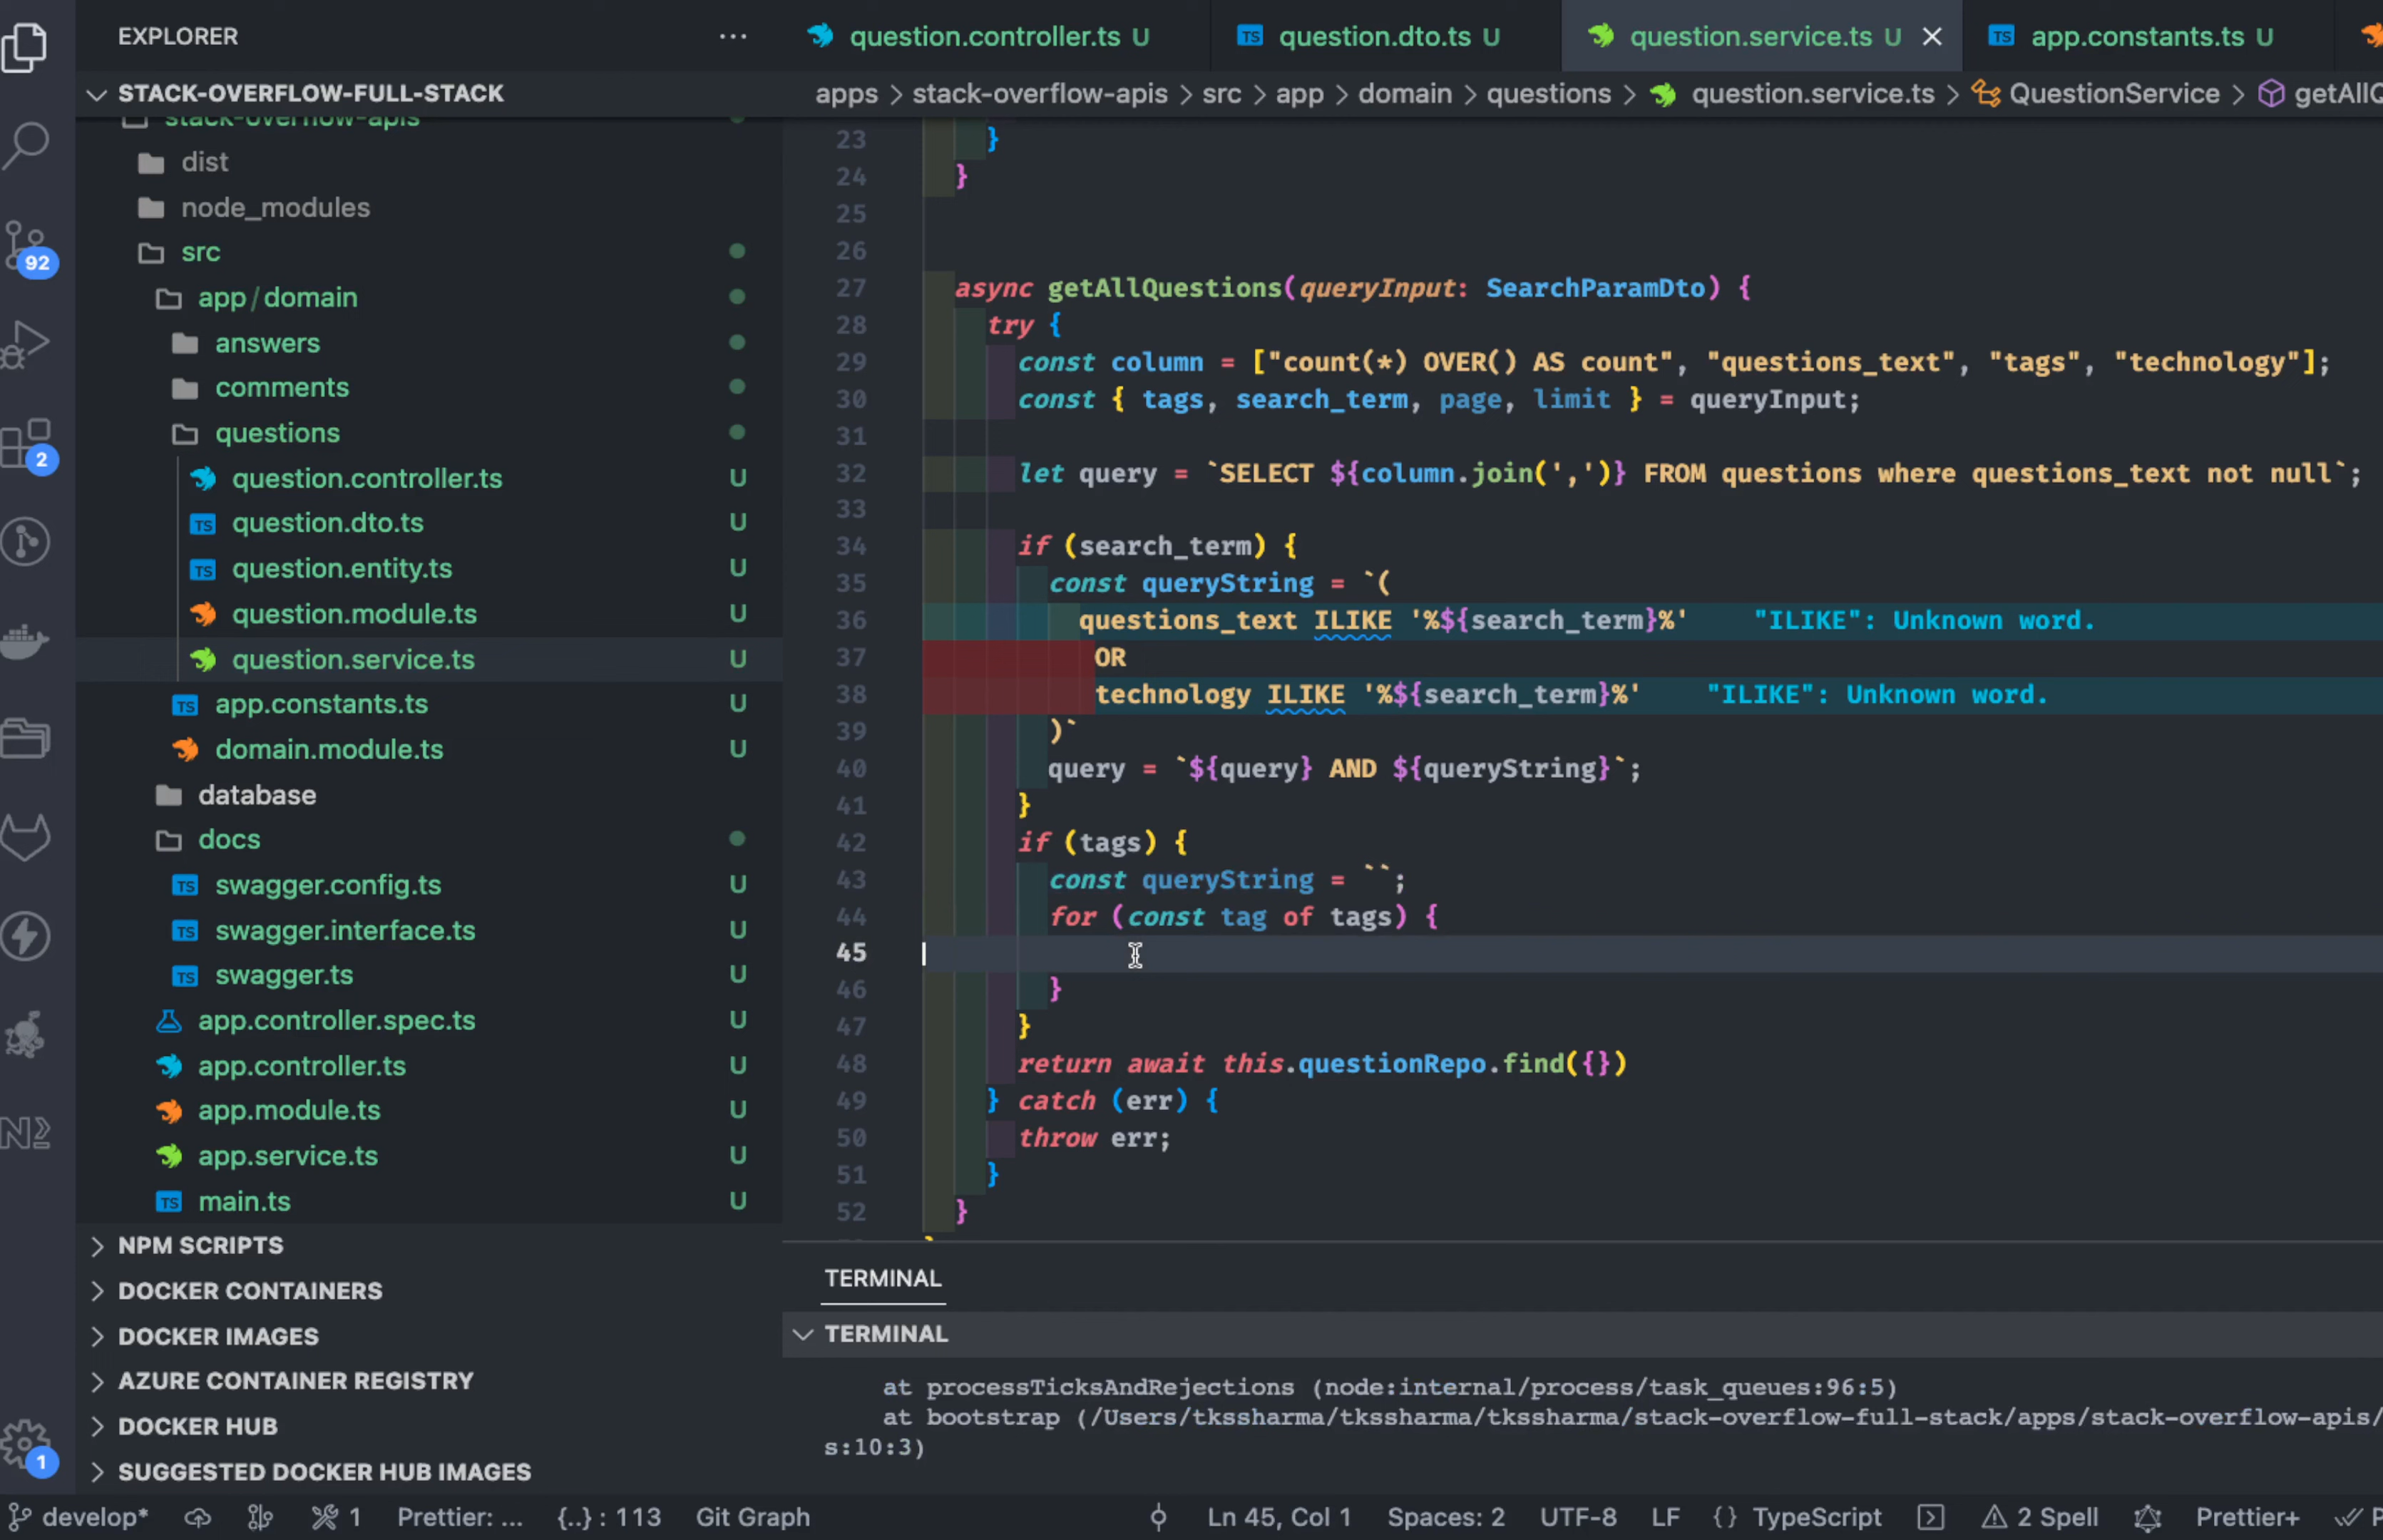 EXPLORER
STACK-OVERFLOW-FULL-STACK
stack-overflow-apis
dist
node_modules
src
app/domain
answers
comments
questions
question.controller.ts U
question.dto.ts U
question.entity.ts U
question.module.ts U
question.service.ts U
app.constants.ts U
domain.module.ts U
database
docs
swagger.config.ts U
swagger.interface.ts U
swagger.ts U
app.controller.spec.ts U
app.controller.ts U
app.module.ts U
app.service.ts U
main.ts U
NPM SCRIPTS
DOCKER CONTAINERS
DOCKER IMAGES
AZURE CONTAINER REGISTRY
DOCKER HUB
SUGGESTED DOCKER HUB IMAGES
92
2
1
question.controller.ts U
question.dto.ts U
question.service.ts U
app.constants.ts U
apps > stack-overflow-apis > src > app > domain > questions > question.service.ts > QuestionService > getAllQ
23 }
24 }
25
26
27 async getAllQuestions(queryInput: SearchParamDto) {
28 try {
29 const column = ["count(*) OVER() AS count", "questions_text", "tags", "technology"];
30 const { tags, search_term, page, limit } = queryInput;
31
32 let query = `SELECT ${column.join(',')} FROM questions where questions_text not null`;
33
34 if (search_term) {
35 const queryString = `(
36 questions_text ILIKE '%${search_term}%' "ILIKE": Unknown word.
37 OR
38 technology ILIKE '%${search_term}%' "ILIKE": Unknown word.
39 )`
40 query = `${query} AND ${queryString}`;
41 }
42 if (tags) {
43 const queryString = ``;
44 for (const tag of tags) {
45
46 }
47 }
48 return await this.questionRepo.find({})
49 } catch (err) {
50 throw err;
51 }
52 }
TERMINAL
TERMINAL
at processTicksAndRejections (node:internal/process/task_queues:96:5)
at bootstrap (/Users/tkssharma/tkssharma/tkssharma/stack-overflow-full-stack/apps/stack-overflow-apis/
s:10:3)
develop* 1 Prettier: ... {..} : 113 Git Graph Ln 45, Col 1 Spaces: 2 UTF-8 LF {} TypeScript 2 Spell Prettier+